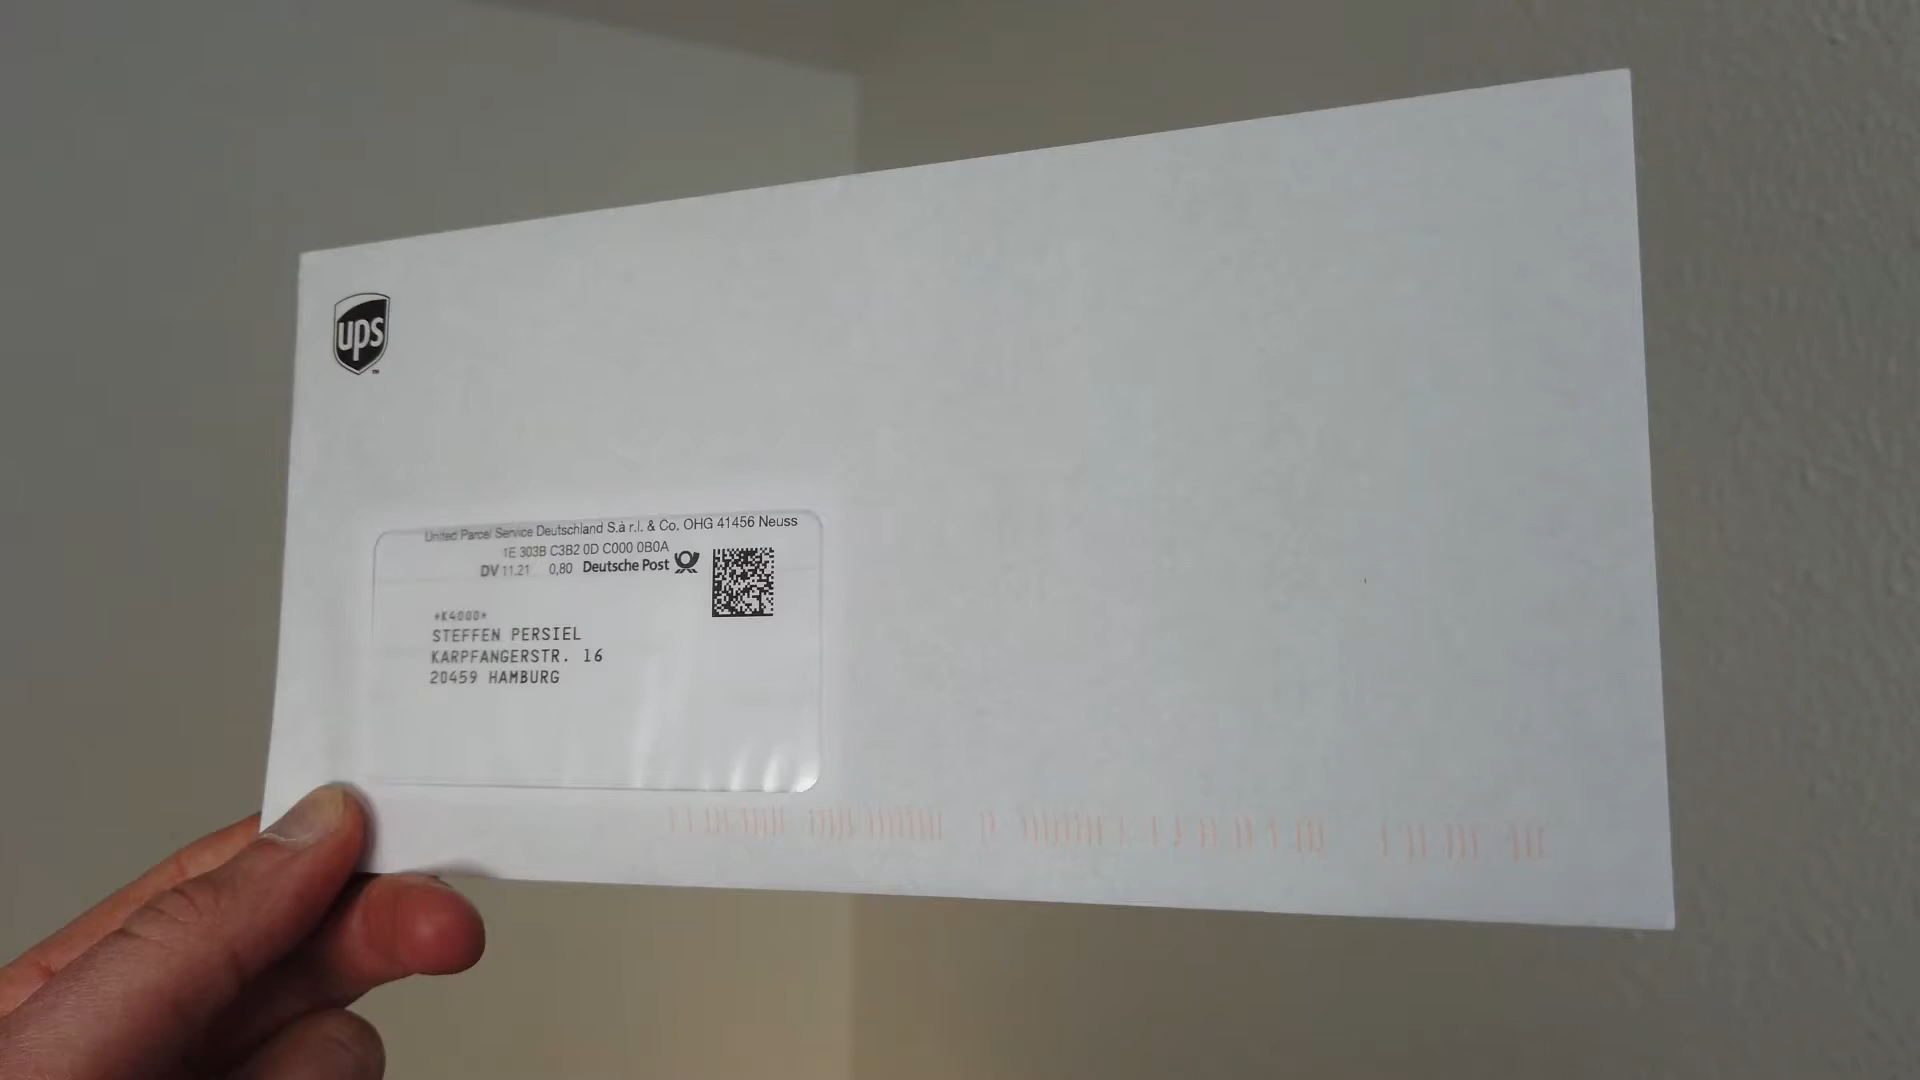 ups
TM
United Parcel Service Deutschland S.à r.l. & Co. OHG 41456 Neuss
1E 303B C3B2 0D C000 0B0A
DV 11.21 0,80 Deutsche Post
*K4000*
STEFFEN PERSIEL
KARPFANGERSTR. 16
20459 HAMBURG